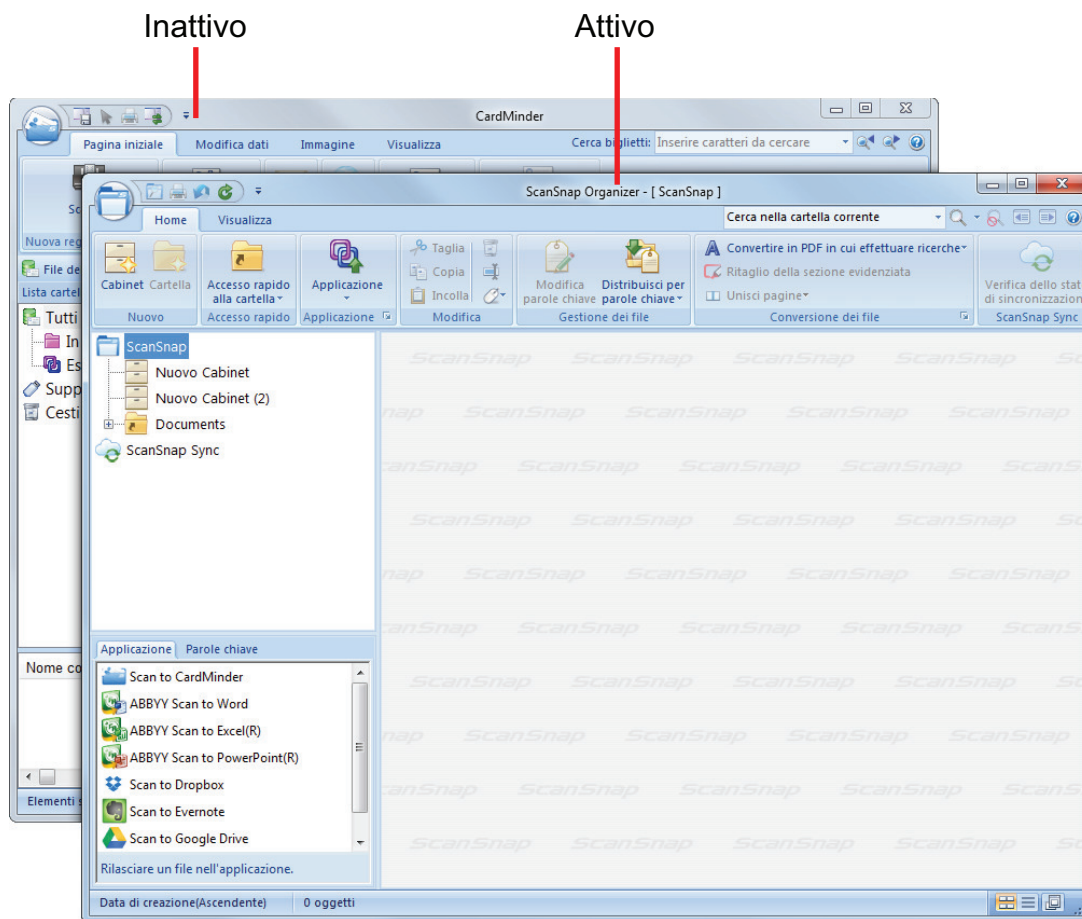 Inattivo
Attivo
CardMinder
Pagina iniziale Modifica dati Immagine Visualizza Cerca biglietti: Inserire caratteri da cercare
ScanSnap Organizer - [ ScanSnap ]
Home Visualizza Cerca nella cartella corrente
Nuova reg
File de
Lista cartel
Tutti
In
Es
Supp
Cesti
Nome co
Elementi s
Cabinet Cartella
Nuovo
Accesso rapido
alla cartella
Accesso rapido
Applicazione
Applicazione
Taglia
Copia
Incolla
Modifica
Modifica
parole chiave
Distribuisci per
parole chiave
Gestione dei file
Convertire in PDF in cui effettuare ricerche
Ritaglio della sezione evidenziata
Unisci pagine
Conversione dei file
Verifica dello stat
di sincronizzazion
ScanSnap Sync
ScanSnap
Nuovo Cabinet
Nuovo Cabinet (2)
Documents
ScanSnap Sync
Applicazione Parole chiave
Scan to CardMinder
ABBYY Scan to Word
ABBYY Scan to Excel(R)
ABBYY Scan to PowerPoint(R)
Scan to Dropbox
Scan to Evernote
Scan to Google Drive
Rilasciare un file nell'applicazione.
Data di creazione(Ascendente) 0 oggetti